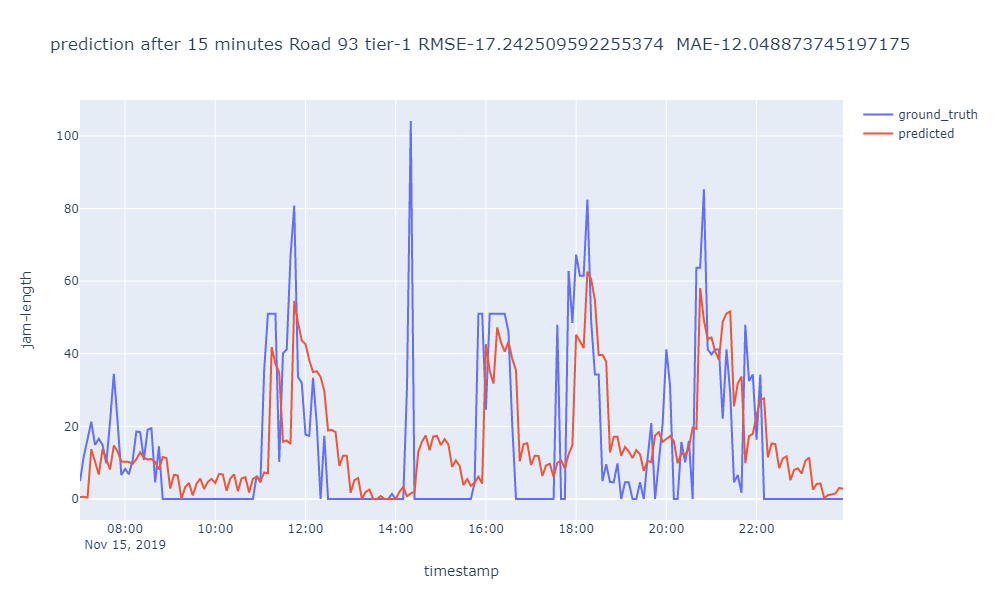 prediction after 15 minutes Road 93 tier-1 RMSE-17.242509592255374  MAE-12.048873745197175
ground_truth
predicted
100
80
60
40
20
0
jam-length
08:00 10:00 12:00 14:00 16:00 18:00 20:00 22:00
Nov 15, 2019
timestamp